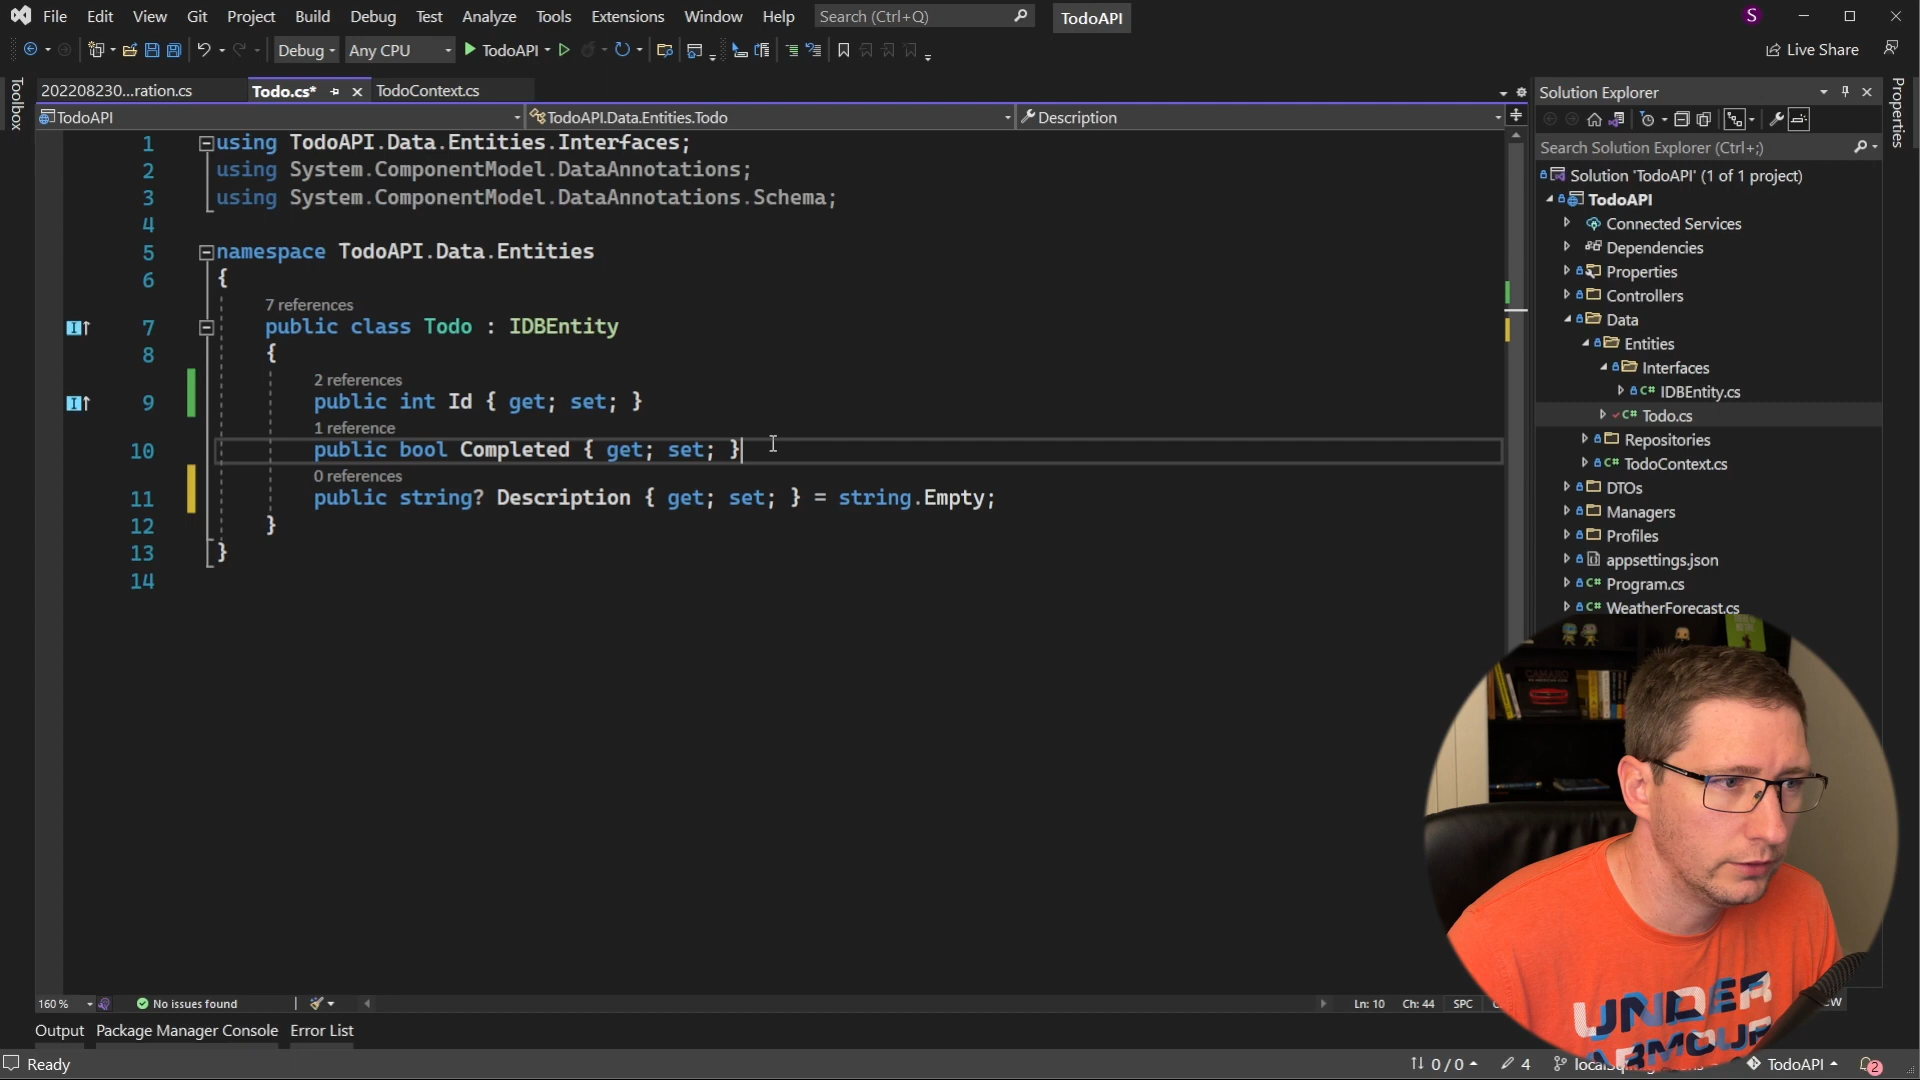 File Edit View Git Project Build Debug Test Analyze Tools Extensions Window Help Search (Ctrl+Q) TodoAPI S
Debug Any CPU TodoAPI Live Share
Toolbox
202208230...ration.cs Todo.cs* TodoContext.cs
TodoAPI TodoAPI.Data.Entities.Todo Description
1 using TodoAPI.Data.Entities.Interfaces;
2 using System.ComponentModel.DataAnnotations;
3 using System.ComponentModel.DataAnnotations.Schema;
4
5 namespace TodoAPI.Data.Entities
6 {
7 references
7 public class Todo : IDBEntity
8 {
2 references
9 public int Id { get; set; }
1 reference
10 public bool Completed { get; set; }
0 references
11 public string? Description { get; set; } = string.Empty;
12 }
13 }
14
Solution Explorer
Properties
Search Solution Explorer (Ctrl+;)
Solution 'TodoAPI' (1 of 1 project)
TodoAPI
Connected Services
Dependencies
Properties
Controllers
Data
Entities
Interfaces
IDBEntity.cs
Todo.cs
Repositories
TodoContext.cs
DTOs
Managers
Profiles
appsettings.json
Program.cs
WeatherForecast.cs
CAMARO
UNDER
ARMOUR
160 % No issues found Ln: 10 Ch: 44 SPC
Output Package Manager Console Error List
Ready 0 / 0 4 TodoAPI 2